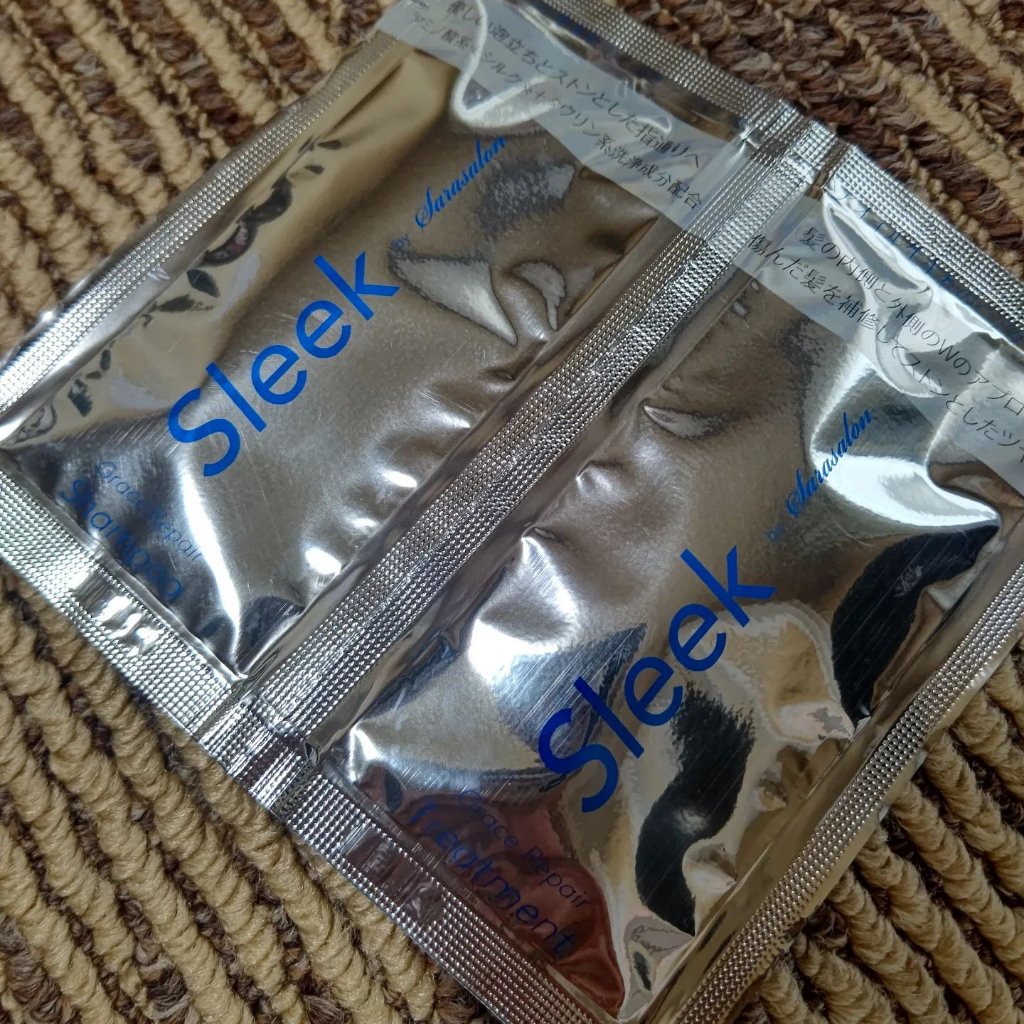 泡立ちとストンとした指通りへ
タウリン系洗浄成分配合
Sleek
by Sarasalon
Grace Repair
Shampoo
髪の内側と外側のWのアプロ
傷んだ髪を補修してストンとしたツヤ
Sleek
by Sarasalon
Grace Repair
Treatment